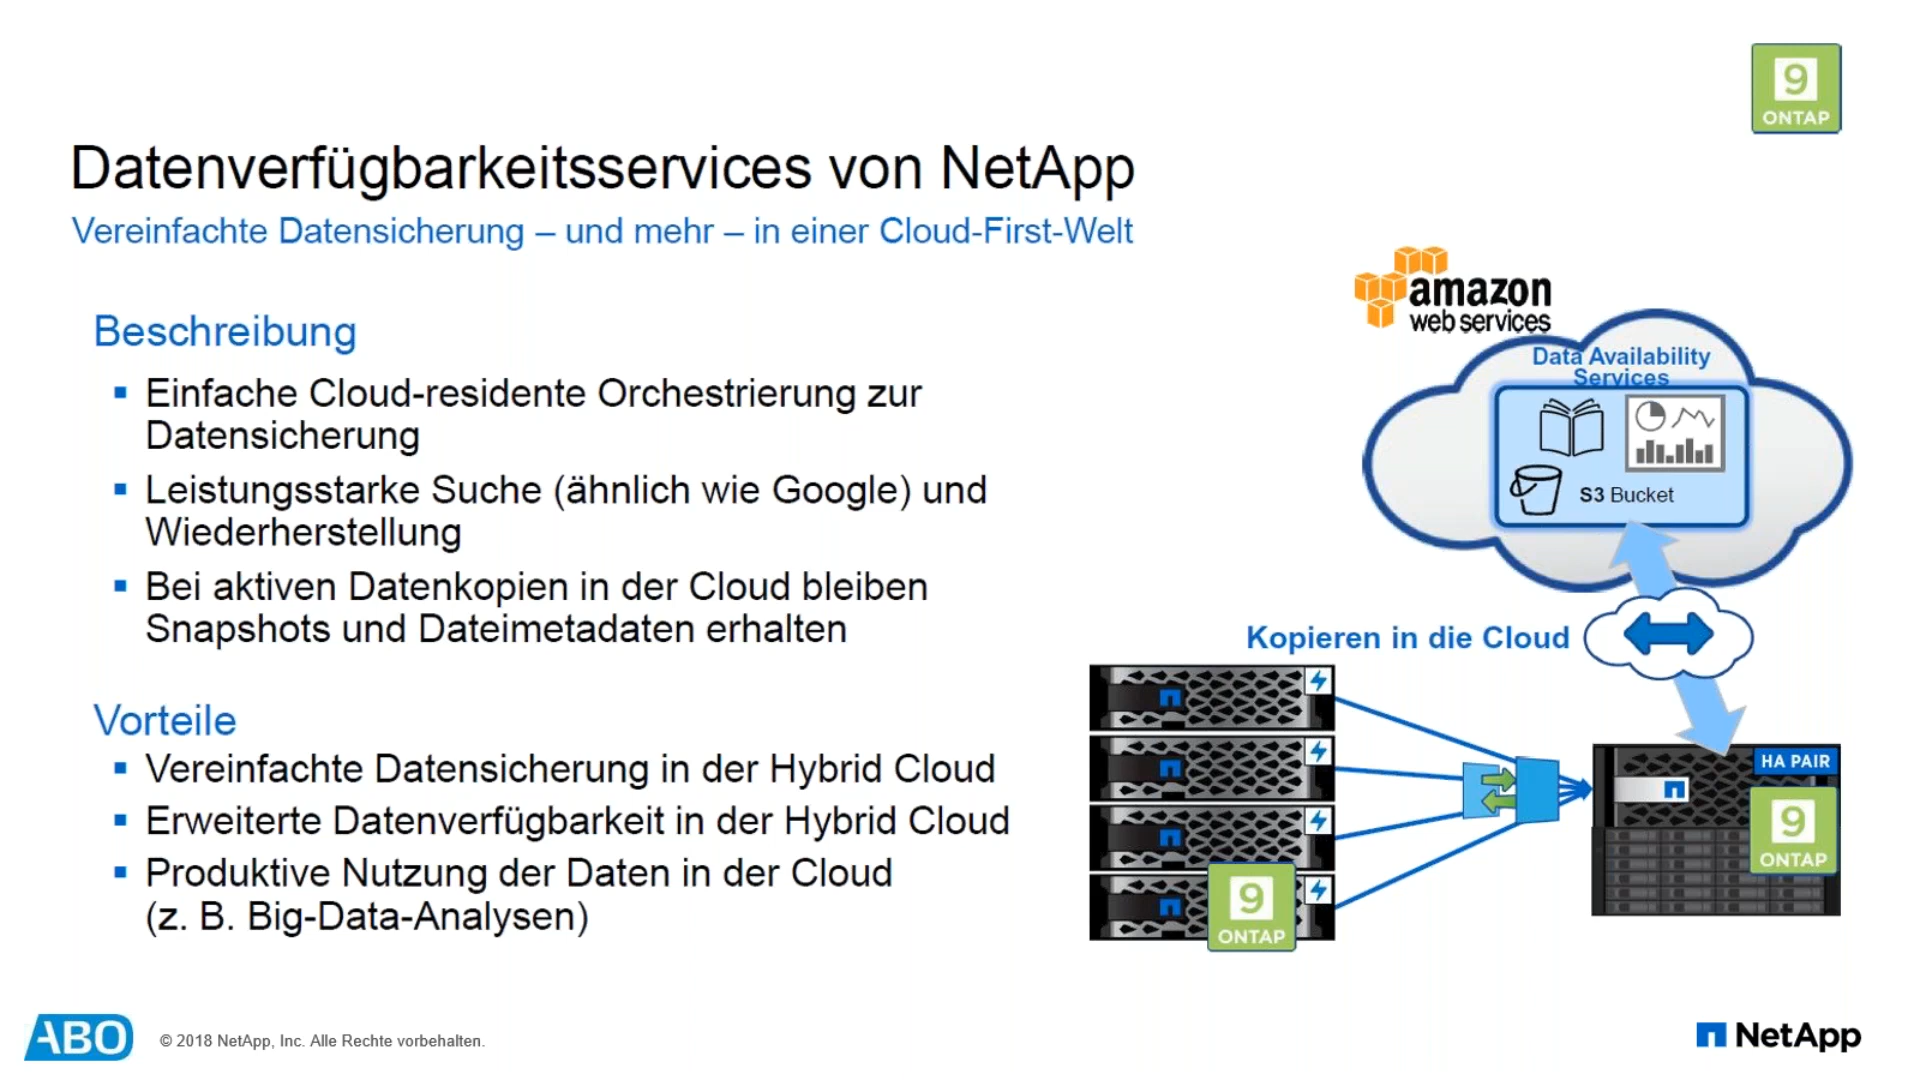 9
ONTAP
Datenverfügbarkeitsservices von NetApp
Vereinfachte Datensicherung – und mehr – in einer Cloud-First-Welt
Beschreibung
Einfache Cloud-residente Orchestrierung zur
Datensicherung
Leistungsstarke Suche (ähnlich wie Google) und
Wiederherstellung
Bei aktiven Datenkopien in der Cloud bleiben
Snapshots und Dateimetadaten erhalten
Vorteile
Vereinfachte Datensicherung in der Hybrid Cloud
Erweiterte Datenverfügbarkeit in der Hybrid Cloud
Produktive Nutzung der Daten in der Cloud
(z. B. Big-Data-Analysen)
amazon
web services
Data Availability
Services
S3 Bucket
Kopieren in die Cloud
HA PAIR
9
ONTAP
9
ONTAP
ABO
© 2018 NetApp, Inc. Alle Rechte vorbehalten.
NetApp